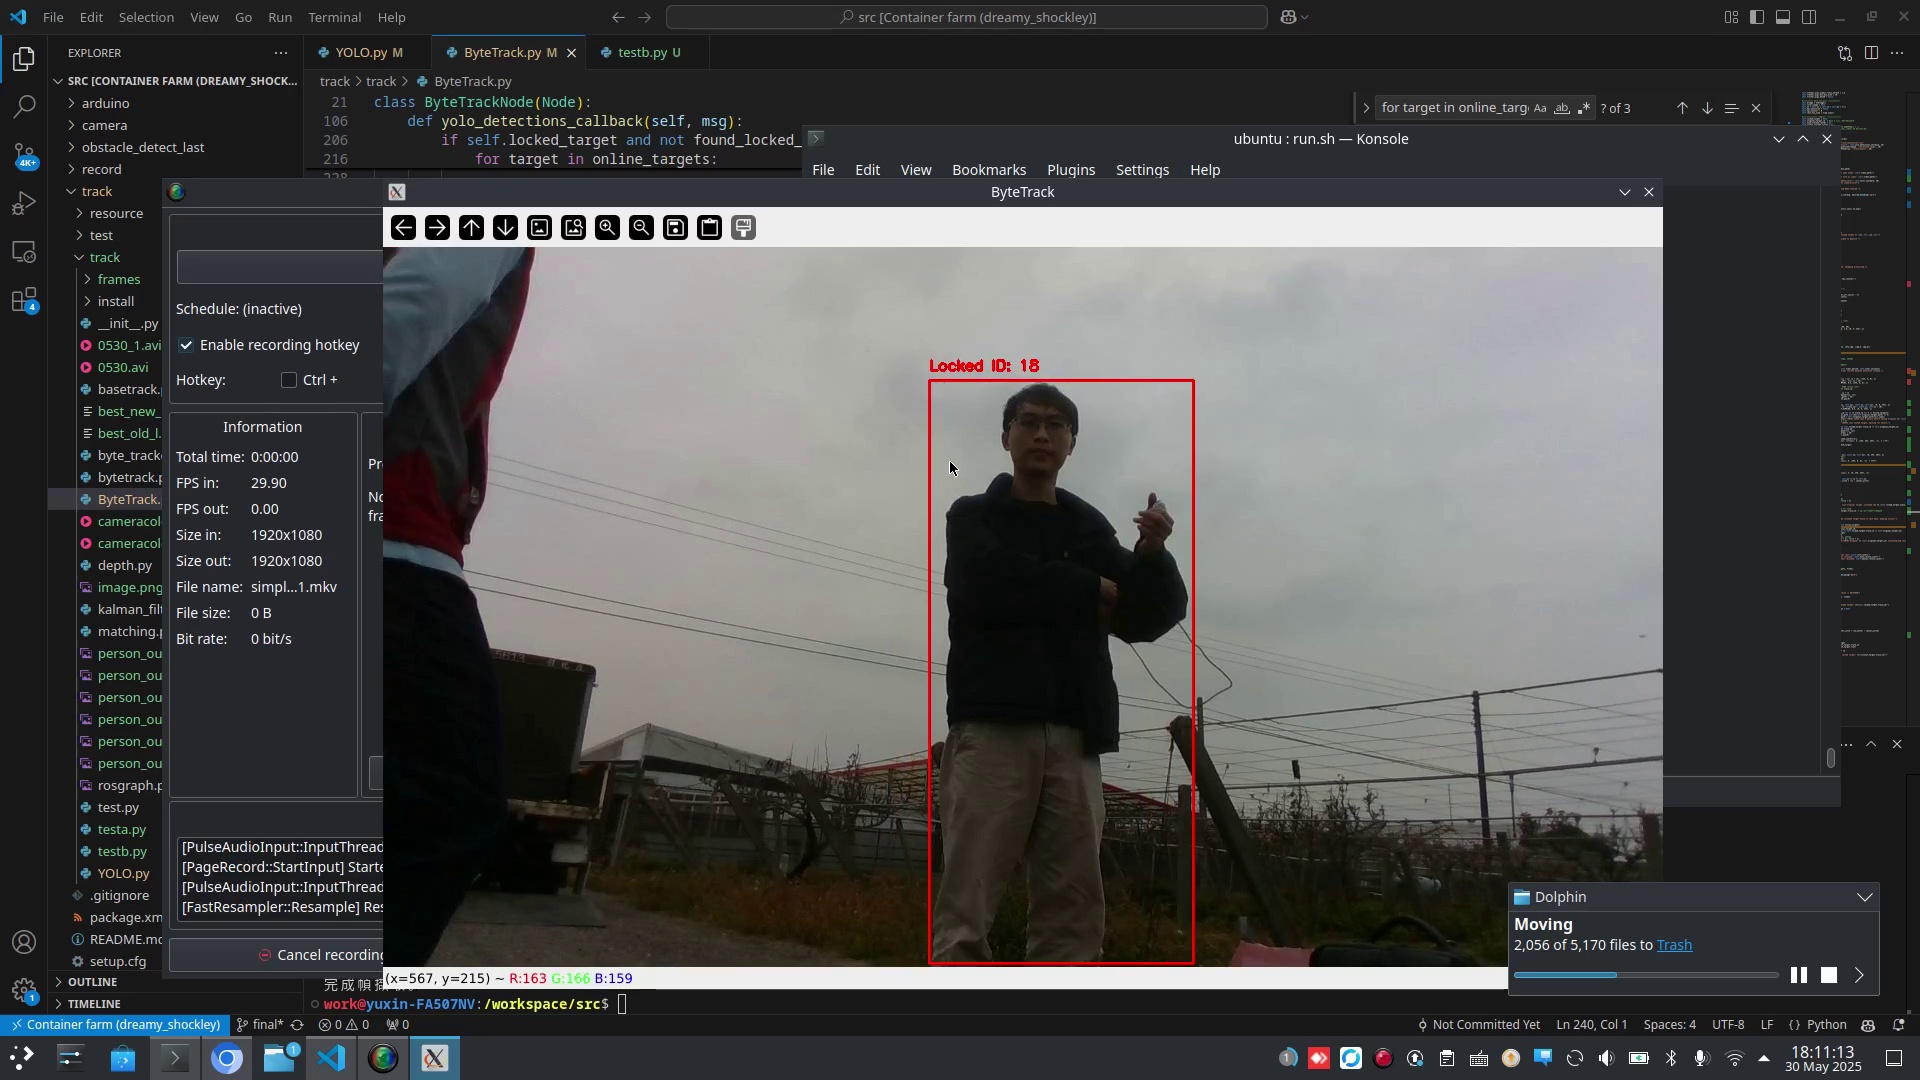 File Edit Selection View Go Run Terminal Help
src [Container farm (dreamy_shockley)]
EXPLORER
SRC [CONTAINER FARM (DREAMY_SHOCK...
arduino
camera
obstacle_detect_last
record
track
resource
test
track
frames
install
__init__.py
0530_1.avi
0530.avi
basetrack.
best_new_
best_old_l.
byte_track
bytetrack.p
ByteTrack.
cameracol
cameracol
depth.py
image.png
kalman_filt
matching.p
person_ou
person_ou
person_ou
person_ou
person_ou
person_ou
rosgraph.p
test.py
testa.py
testb.py
YOLO.py
.gitignore
package.xm
README.md
setup.cfg
OUTLINE
TIMELINE
4K+
4
1
YOLO.py M
ByteTrack.py M
testb.py U
track > track > ByteTrack.py
21 class ByteTrackNode(Node):
106 def yolo_detections_callback(self, msg):
206 if self.locked_target and not found_locked_
216 for target in online_targets:
for target in online_targ
Aa ab .*
? of 3
ubuntu : run.sh — Konsole
File Edit View Bookmarks Plugins Settings Help
Schedule: (inactive)
Enable recording hotkey
Hotkey: Ctrl +
Information
Total time: 0:00:00
FPS in: 29.90
FPS out: 0.00
Size in: 1920x1080
Size out: 1920x1080
File name: simpl...1.mkv
File size: 0 B
Bit rate: 0 bit/s
Pr
No
fra
[PulseAudioInput::InputThread
[PageRecord::StartInput] Starte
[PulseAudioInput::InputThread
[FastResampler::Resample] Res
Cancel recording
ByteTrack
Locked ID: 18
(x=567, y=215) ~ R:163 G:166 B:159
work@yuxin-FA507NV:/workspace/src$
Dolphin
Moving
2,056 of 5,170 files to Trash
Container farm (dreamy_shockley)
final*
0 0
0
Not Committed Yet
Ln 240, Col 1
Spaces: 4
UTF-8
LF
{} Python
1
1
18:11:13
30 May 2025